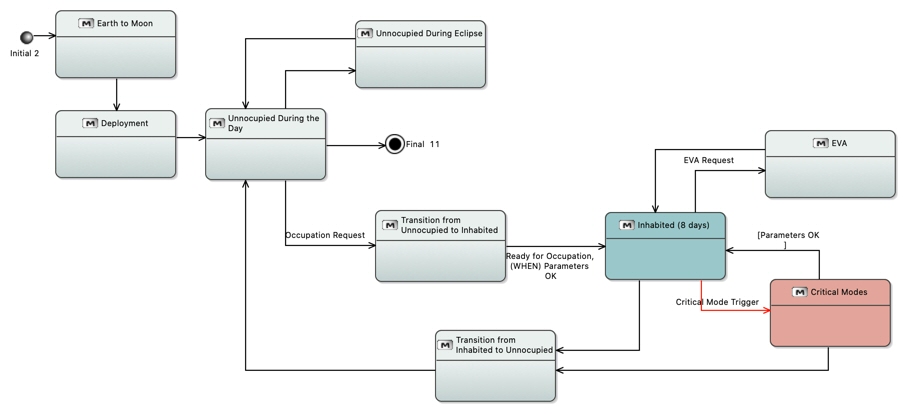 Earth to Moon
Initial 2
Unnocupied During Eclipse
Deployment
Unnocupied During the
Day
Final 11
EVA
EVA Request
Occupation Request
Transition from
Unnocupied to Inhabited
Ready for Occupation,
(WHEN) Parameters
OK
Inhabited (8 days)
[Parameters OK
]
Critical Mode Trigger
Critical Modes
Transition from
Inhabited to Unnocupied